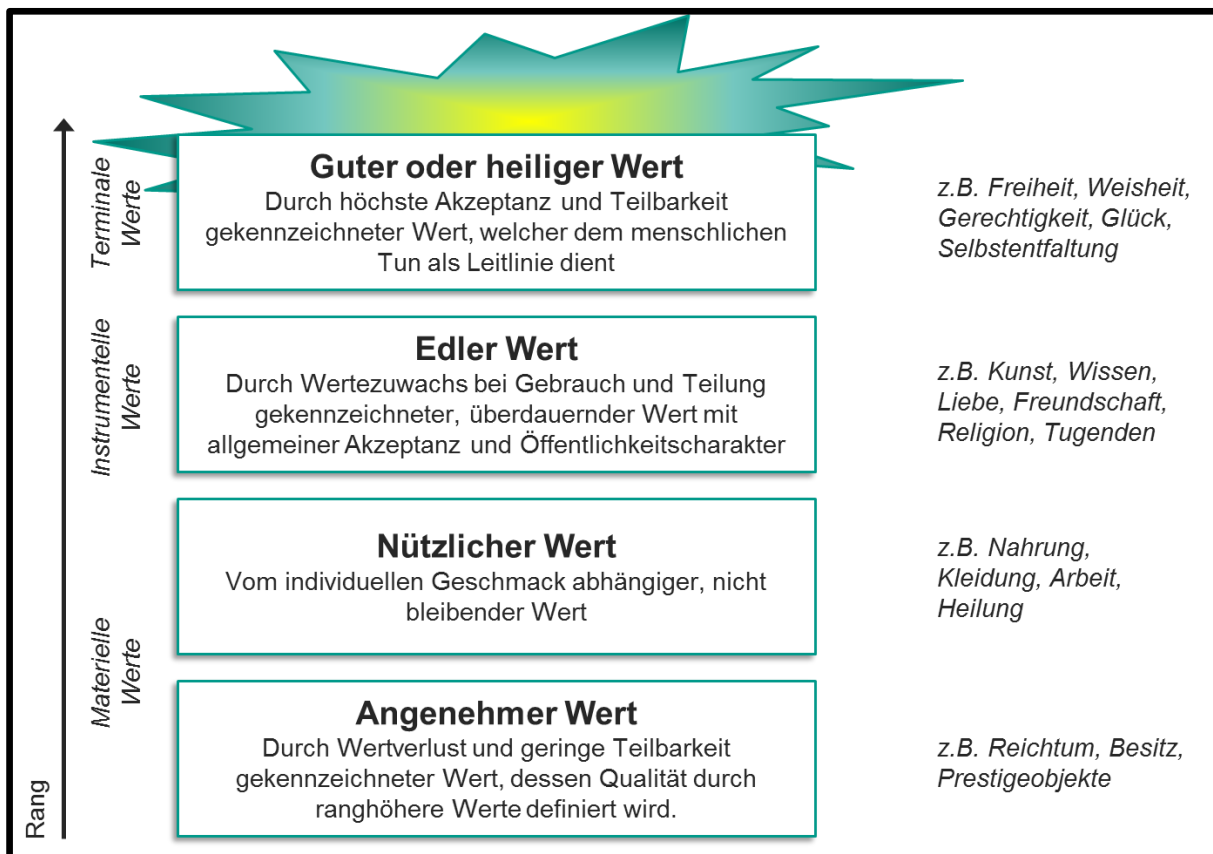 Guter oder heiliger Wert
Durch höchste Akzeptanz und Teilbarkeit
gekennzeichneter Wert, welcher dem menschlichen
Tun als Leitlinie dient
Terminale
Werte
z.B. Freiheit, Weisheit,
Gerechtigkeit, Glück,
Selbstentfaltung
Edler Wert
Durch Wertezuwachs bei Gebrauch und Teilung
gekennzeichneter, überdauernder Wert mit
allgemeiner Akzeptanz und Öffentlichkeitscharakter
Instrumentelle
Werte
z.B. Kunst, Wissen,
Liebe, Freundschaft,
Religion, Tugenden
Nützlicher Wert
Vom individuellen Geschmack abhängiger, nicht
bleibender Wert
z.B. Nahrung,
Kleidung, Arbeit,
Heilung
Materielle
Werte
Angenehmer Wert
Durch Wertverlust und geringe Teilbarkeit
gekennzeichneter Wert, dessen Qualität durch
ranghöhere Werte definiert wird.
z.B. Reichtum, Besitz,
Prestigeobjekte
Rang